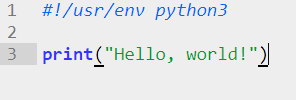 1 #!/usr/env python3
2
3 print("Hello, world!")